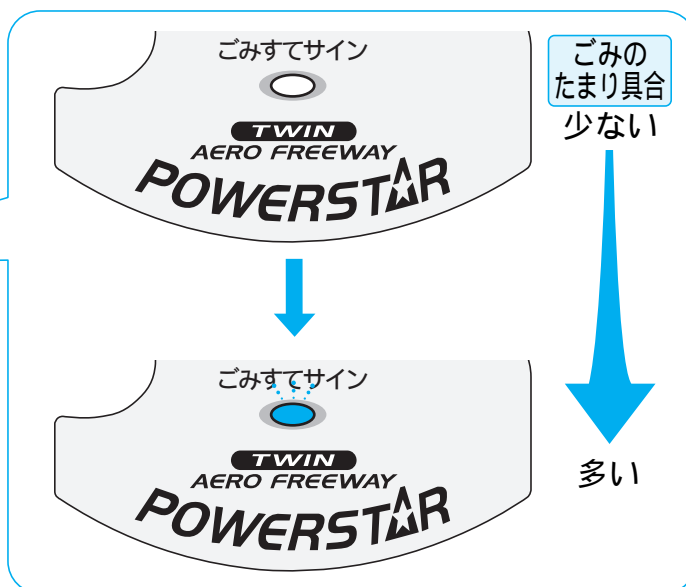 ごみすてサイン
TWIN
AERO FREEWAY
POWERSTAR
ごみの
たまり具合
少ない
ごみすてサイン
TWIN
AERO FREEWAY
POWERSTAR
多い